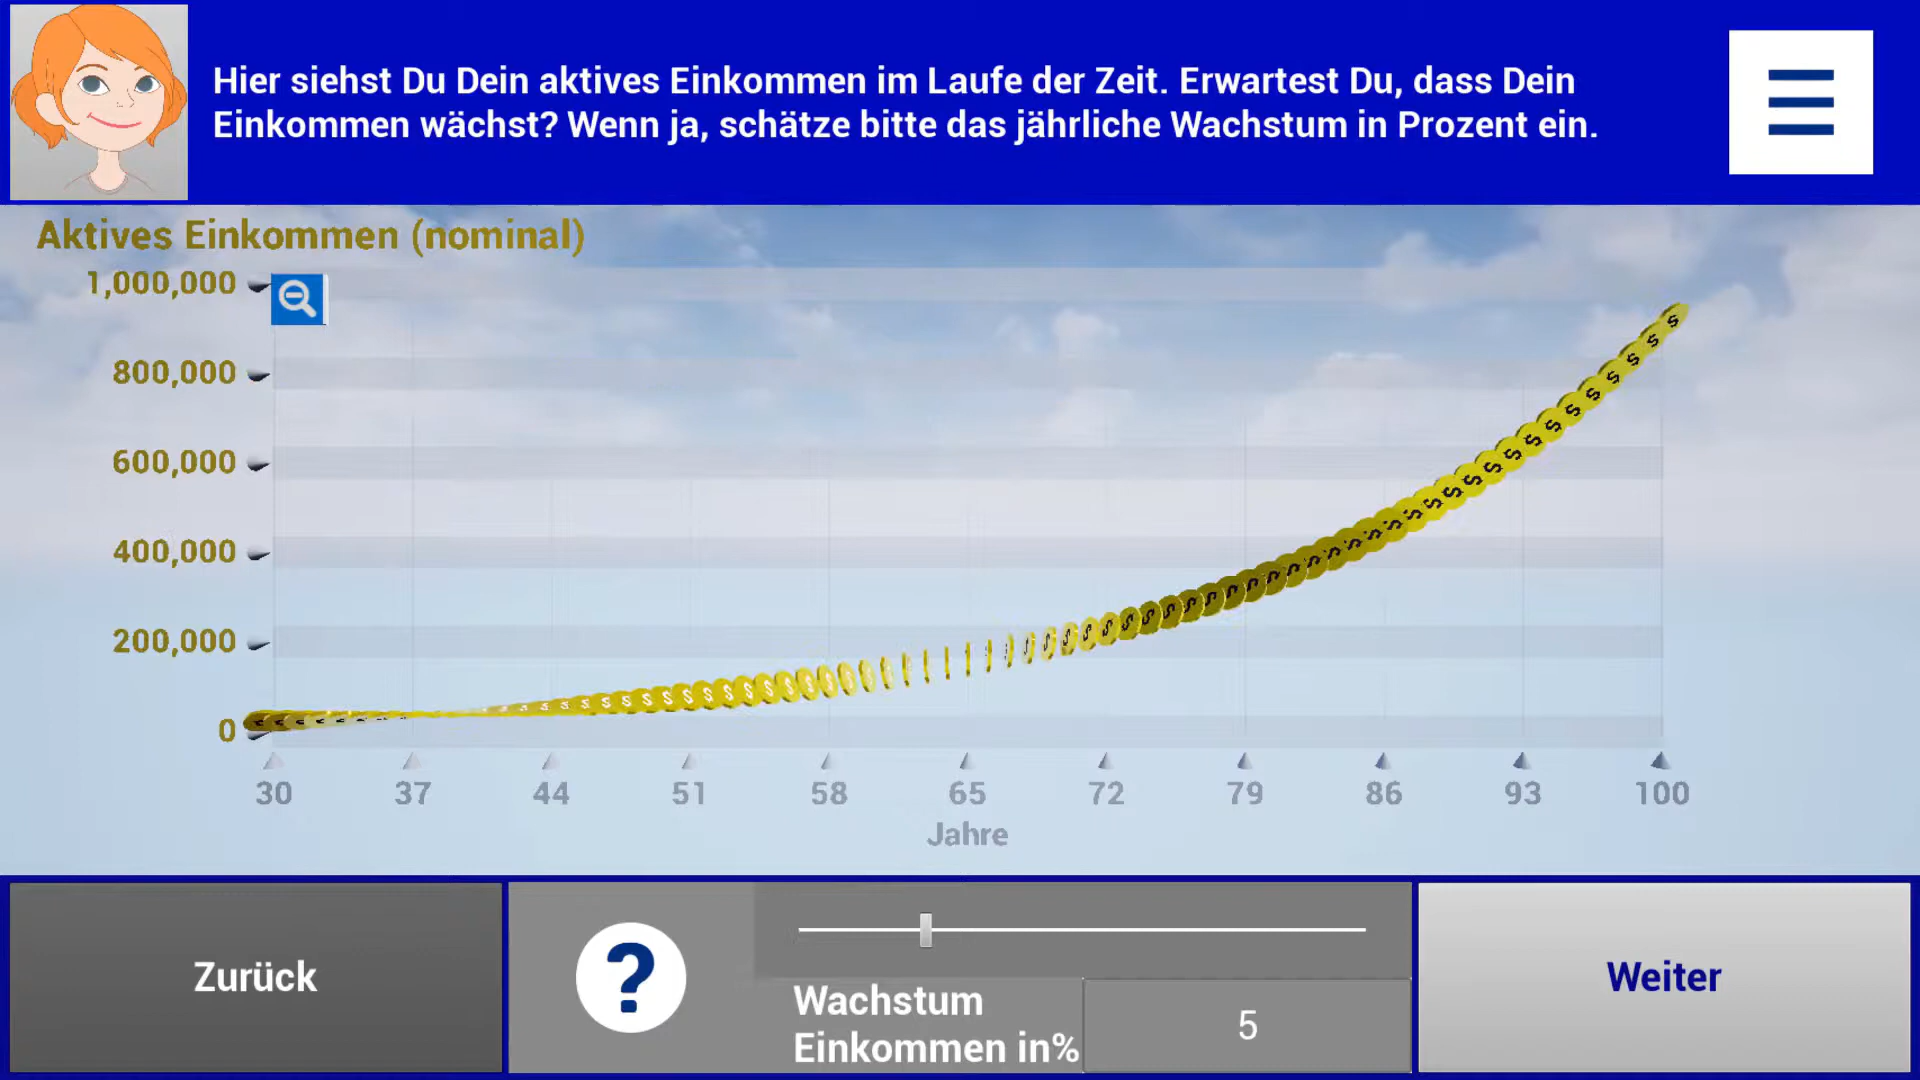 Hier siehst Du Dein aktives Einkommen im Laufe der Zeit. Erwartest Du, dass Dein
Einkommen wächst? Wenn ja, schätze bitte das jährliche Wachstum in Prozent ein.
Aktives Einkommen (nominal)
1,000,000
800,000
600,000
400,000
200,000
0
30 37 44 51 58 65 72 79 86 93 100
Jahre
Zurück
?
Wachstum
Einkommen in%
5
Weiter